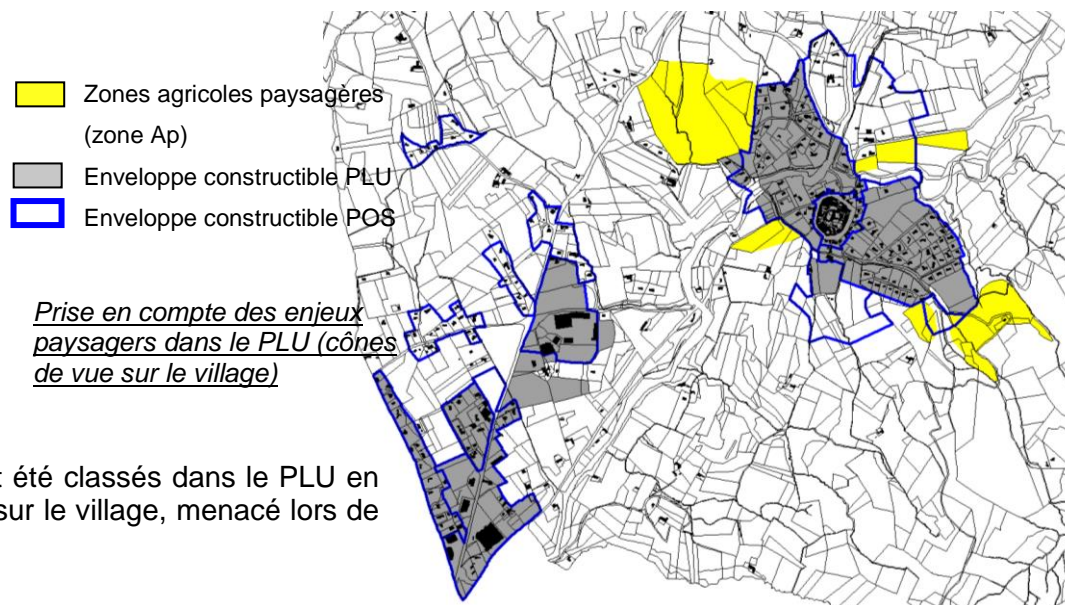 Zones agricoles paysagères
(zone Ap)
Enveloppe constructible PLU
Enveloppe constructible POS
Prise en compte des enjeux
paysagers dans le PLU (cônes
de vue sur le village)
été classés dans le PLU en
sur le village, menacé lors de